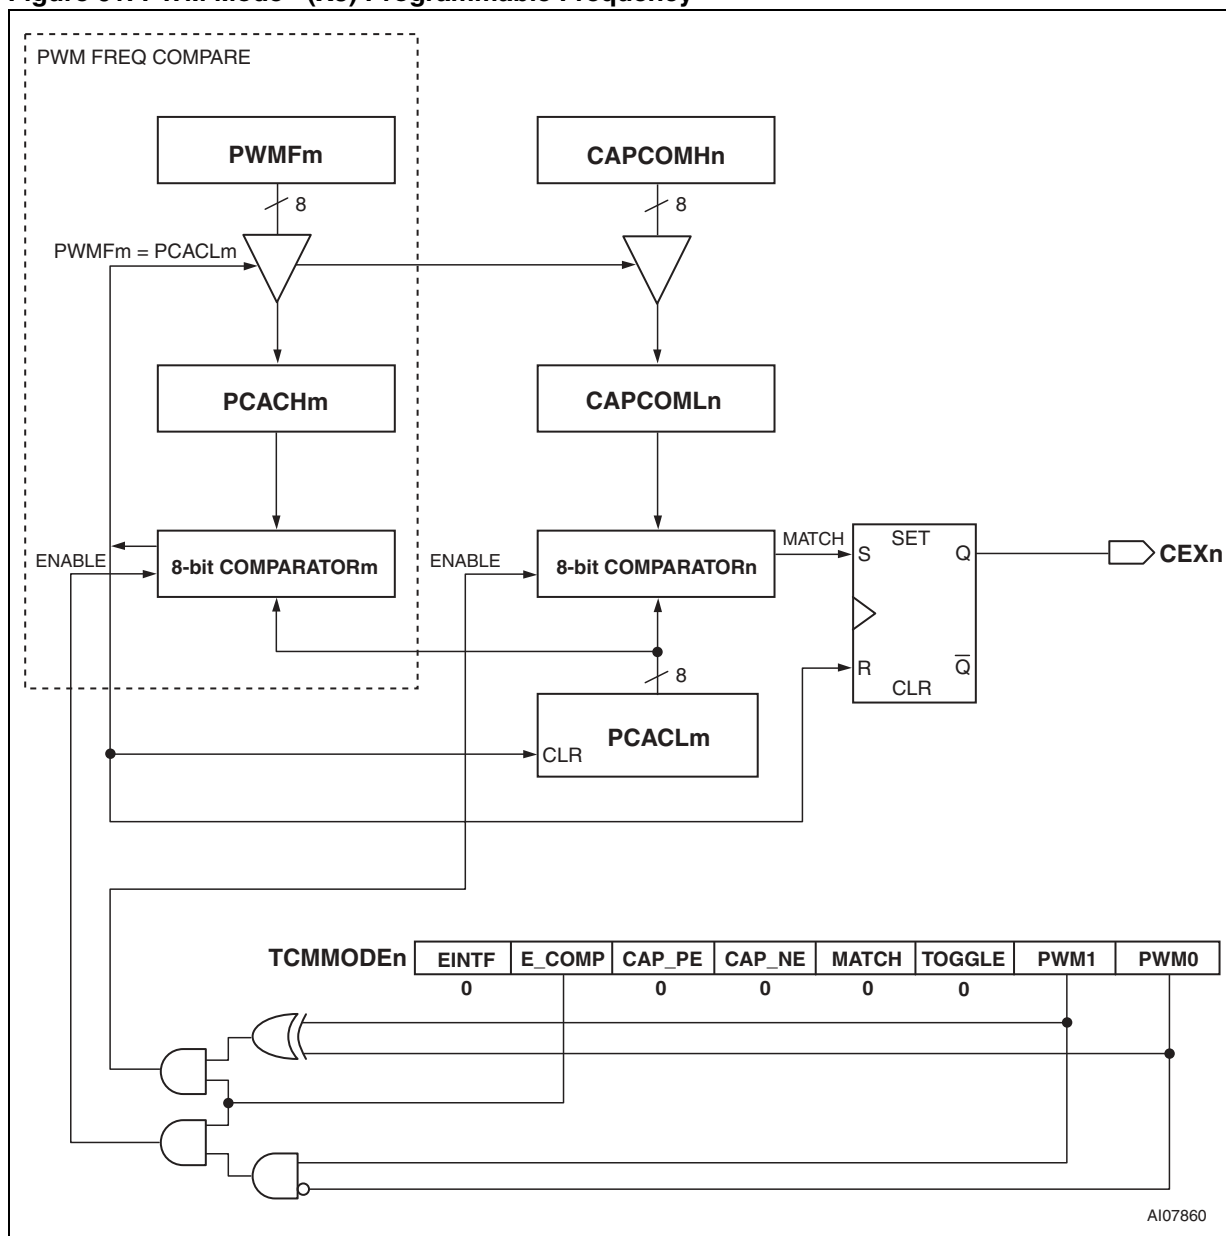 PWM FREQ COMPARE
PWMFm
CAPCOMHn
8
8
PWMFm = PCACLm
PCACHm
CAPCOMLn
ENABLE
8-bit COMPARATORm
ENABLE
8-bit COMPARATORn
MATCH
SET
S
Q
CEXn
R
Q
CLR
8
PCACLm
CLR
TCMMODEn
EINTF
E_COMP
CAP_PE
CAP_NE
MATCH
TOGGLE
PWM1
PWM0
0
0
0
0
0
AI07860